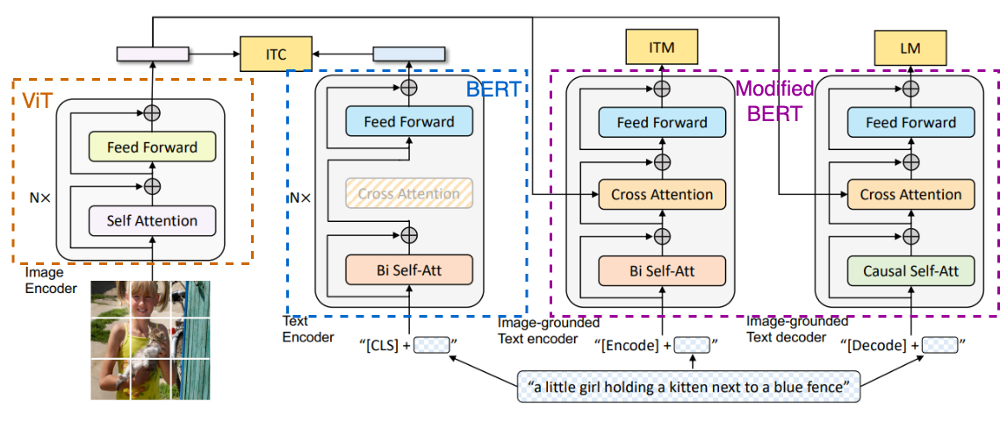 ITC
ITM
LM
ViT
BERT
Modified
BERT
Feed Forward
Self Attention
N×
Image
Encoder
Feed Forward
Cross Attention
Bi Self-Att
N×
Text
Encoder
"[CLS] + "
Feed Forward
Cross Attention
Bi Self-Att
Image-grounded
Text encoder
"[Encode] + "
Feed Forward
Cross Attention
Causal Self-Att
Image-grounded
Text decoder
"[Decode] + "
"a little girl holding a kitten next to a blue fence"